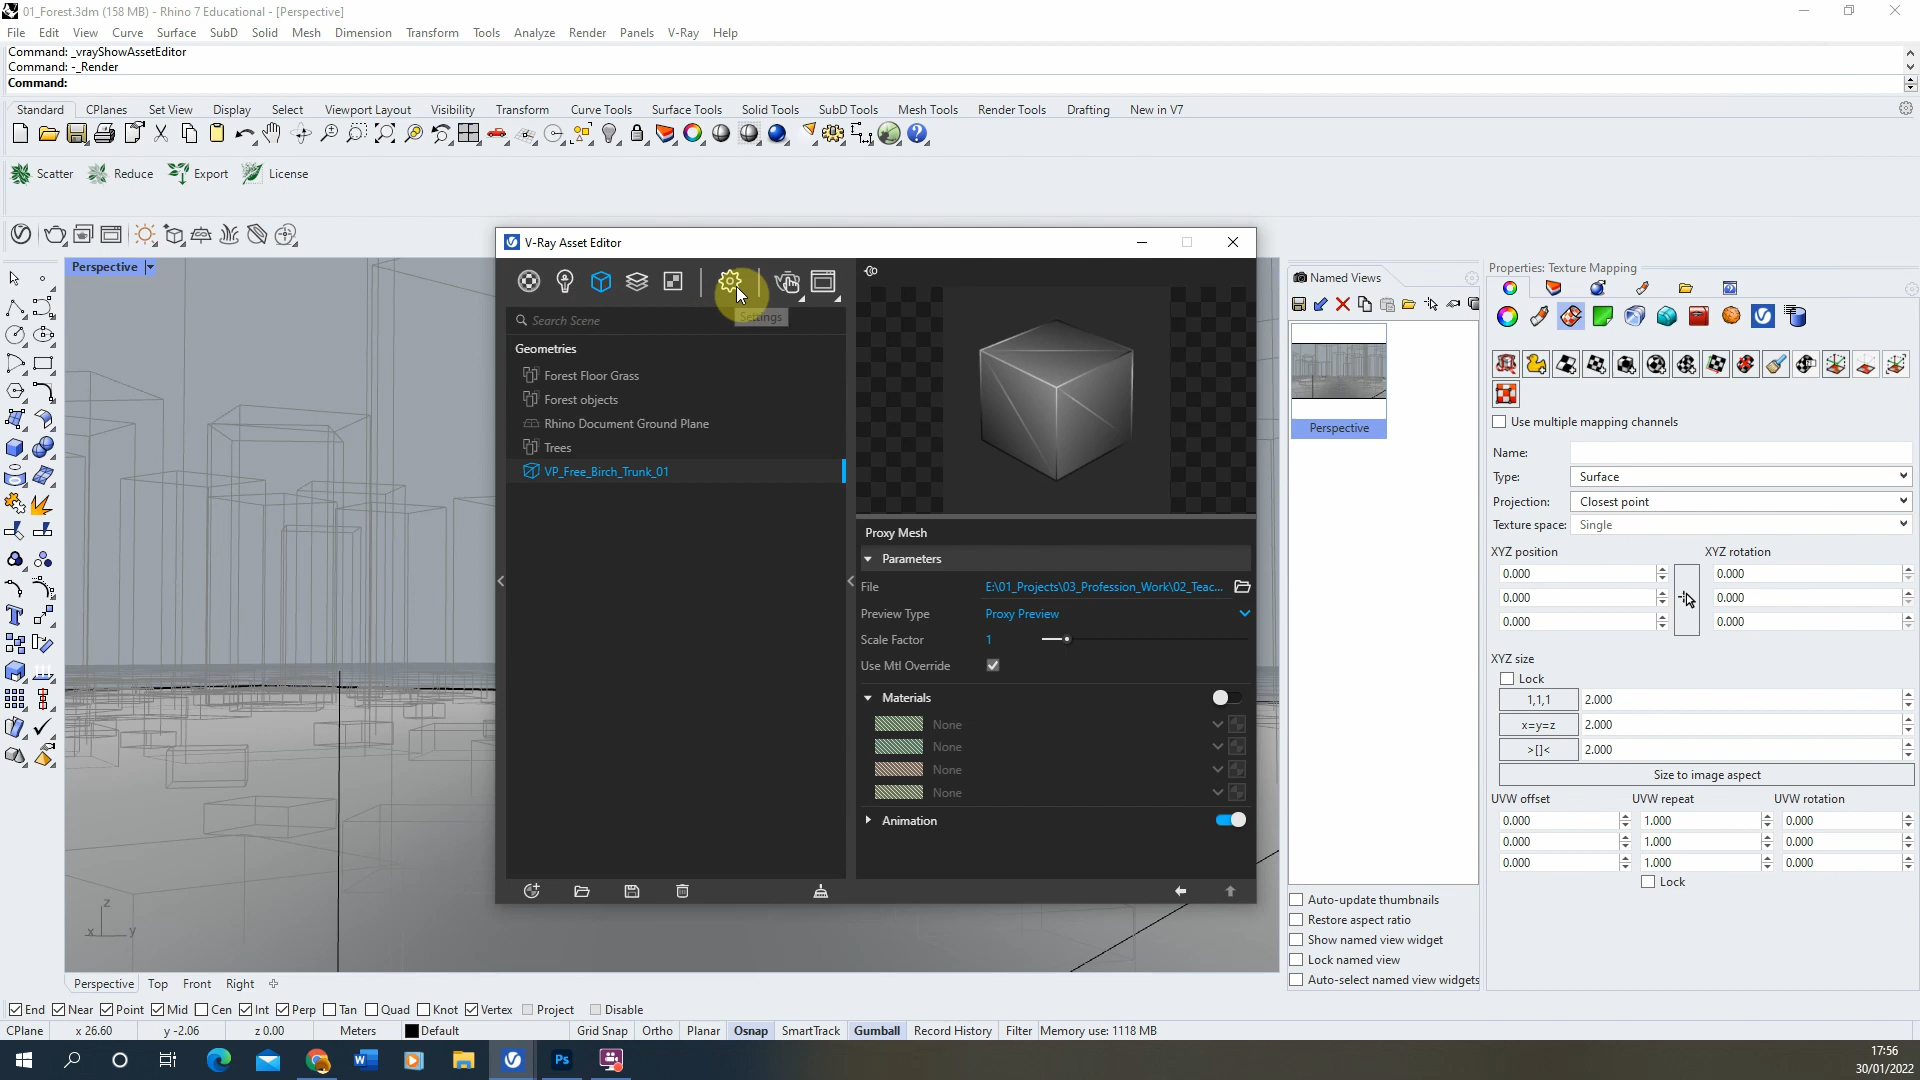 01_Forest.3dm (158 MB) - Rhino 7 Educational - [Perspective]
File Edit View Curve Surface SubD Solid Mesh Dimension Transform Tools Analyze Render Panels V-Ray Help
Command: _vrayShowAssetEditor
Command: -_Render
Command:
Standard CPlanes Set View Display Select Viewport Layout Visibility Transform Curve Tools Surface Tools Solid Tools SubD Tools Mesh Tools Render Tools Drafting New in V7
Scatter Reduce Export License
Perspective
V-Ray Asset Editor
Settings
Search Scene
Geometries
Forest Floor Grass
Forest objects
Rhino Document Ground Plane
Trees
VP_Free_Birch_Trunk_01
Proxy Mesh
Parameters
File E:\01_Projects\03_Profession_Work\02_Teac...
Preview Type Proxy Preview
Scale Factor 1
Use Mtl Override
Materials
None
None
None
None
Animation
Named Views
Perspective
Auto-update thumbnails
Restore aspect ratio
Show named view widget
Lock named view
Auto-select named view widgets
Properties: Texture Mapping
Use multiple mapping channels
Name:
Type: Surface
Projection: Closest point
Texture space: Single
XYZ position XYZ rotation
0.000 0.000
0.000 0.000
0.000 0.000
XYZ size
Lock
1,1,1 2.000
x=y=z 2.000
>[]< 2.000
Size to image aspect
UVW offset UVW repeat UVW rotation
0.000 1.000 0.000
0.000 1.000 0.000
0.000 1.000 0.000
Lock
z
x y
Perspective Top Front Right
End Near Point Mid Cen Int Perp Tan Quad Knot Vertex Project Disable
CPlane x 26.60 y -2.06 z 0.00 Meters Default Grid Snap Ortho Planar Osnap SmartTrack Gumball Record History Filter Memory use: 1118 MB
17:56
30/01/2022